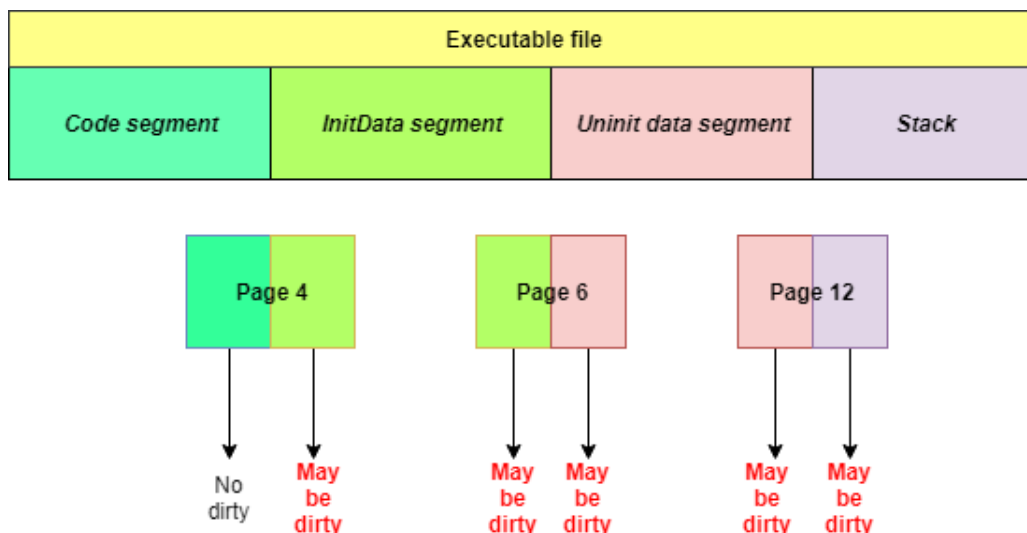 Executable file
Code segment
InitData segment
Uninit data segment
Stack
Page 4
Page 6
Page 12
No
dirty
May
be
dirty
May
be
dirty
May
be
dirty
May
be
dirty
May
be
dirty